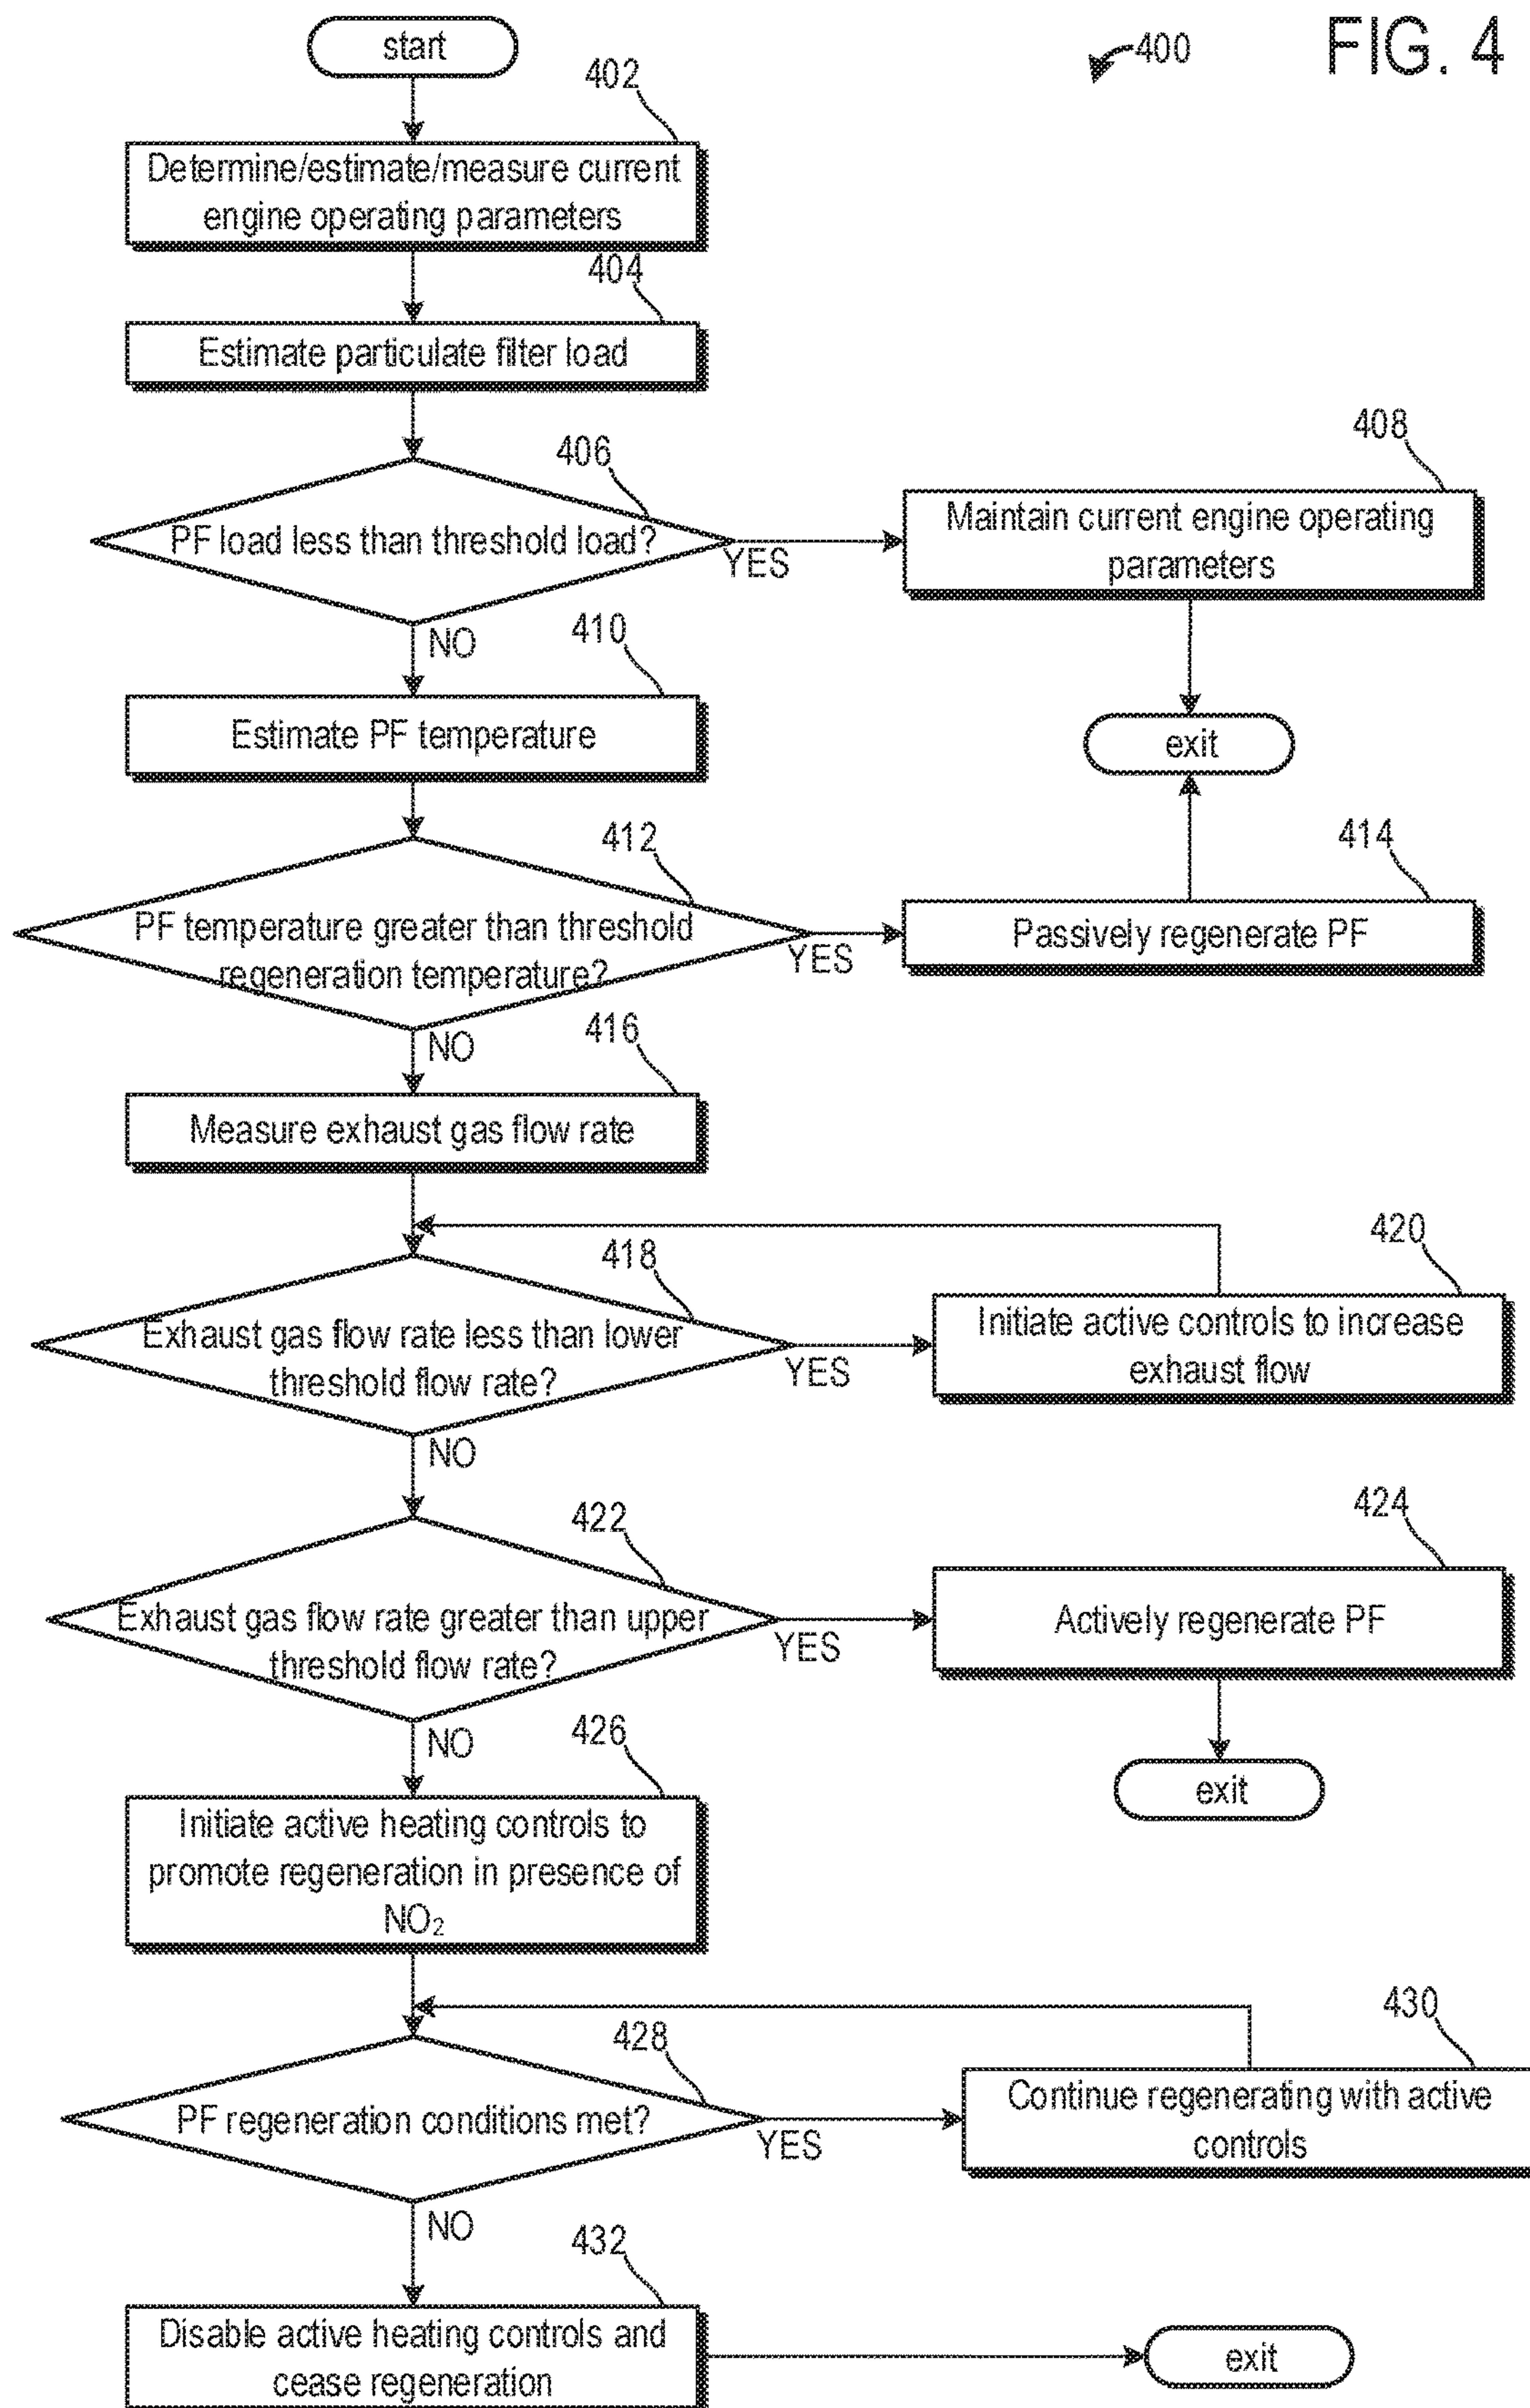 FIG. 4
400
start
402
Determine/estimate/measure current
engine operating parameters
404
Estimate particulate filter load
406
PF load less than threshold load?
YES
NO
408
Maintain current engine operating
parameters
exit
410
Estimate PF temperature
412
PF temperature greater than threshold
regeneration temperature?
YES
NO
414
Passively regenerate PF
416
Measure exhaust gas flow rate
418
Exhaust gas flow rate less than lower
threshold flow rate?
YES
NO
420
Initiate active controls to increase
exhaust flow
422
Exhaust gas flow rate greater than upper
threshold flow rate?
YES
NO
424
Actively regenerate PF
exit
426
Initiate active heating controls to
promote regeneration in presence of
NO₂
428
PF regeneration conditions met?
YES
NO
430
Continue regenerating with active
controls
432
Disable active heating controls and
cease regeneration
exit